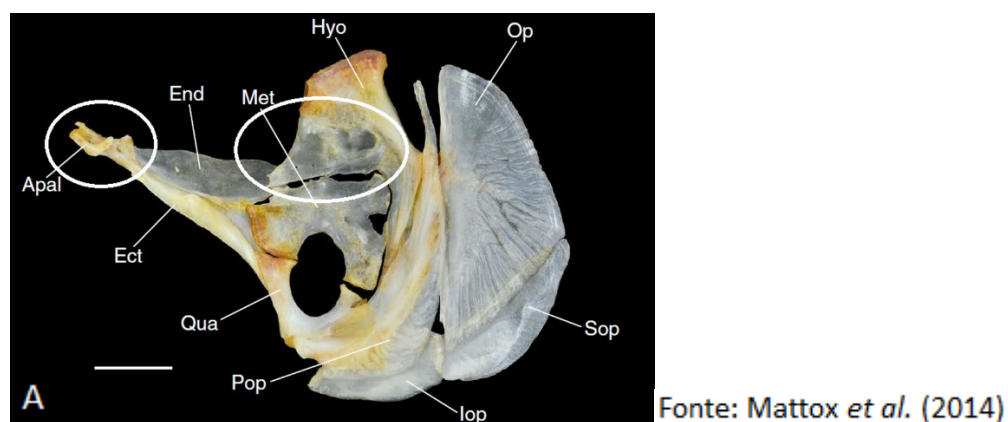 Hyo
Op
End
Met
Apal
Ect
Qua
Sop
Pop
A
Iop
Fonte: Mattox et al. (2014)